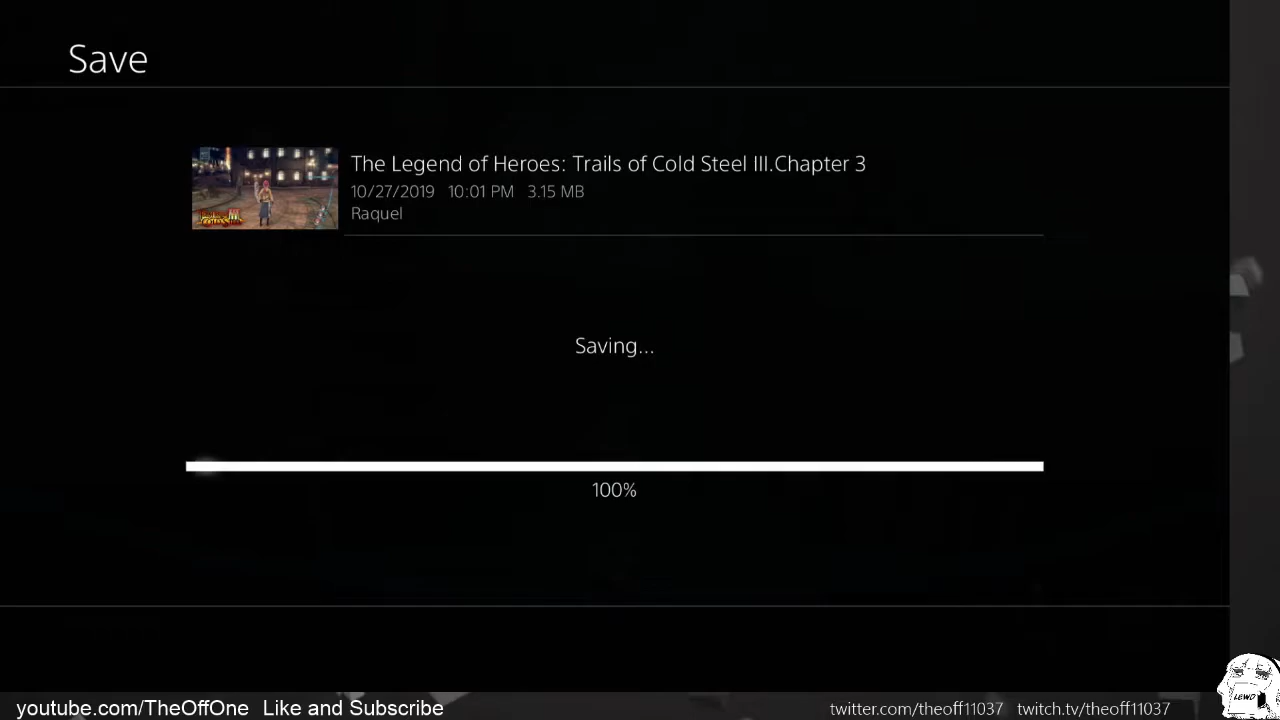 Save
The Legend of Heroes: Trails of Cold Steel III.Chapter 3
10/27/2019 10:01 PM 3.15 MB
Raquel
Saving...
100%
youtube.com/TheOffOne Like and Subscribe
twitter.com/theoff11037 twitch.tv/theoff11037
LEWD